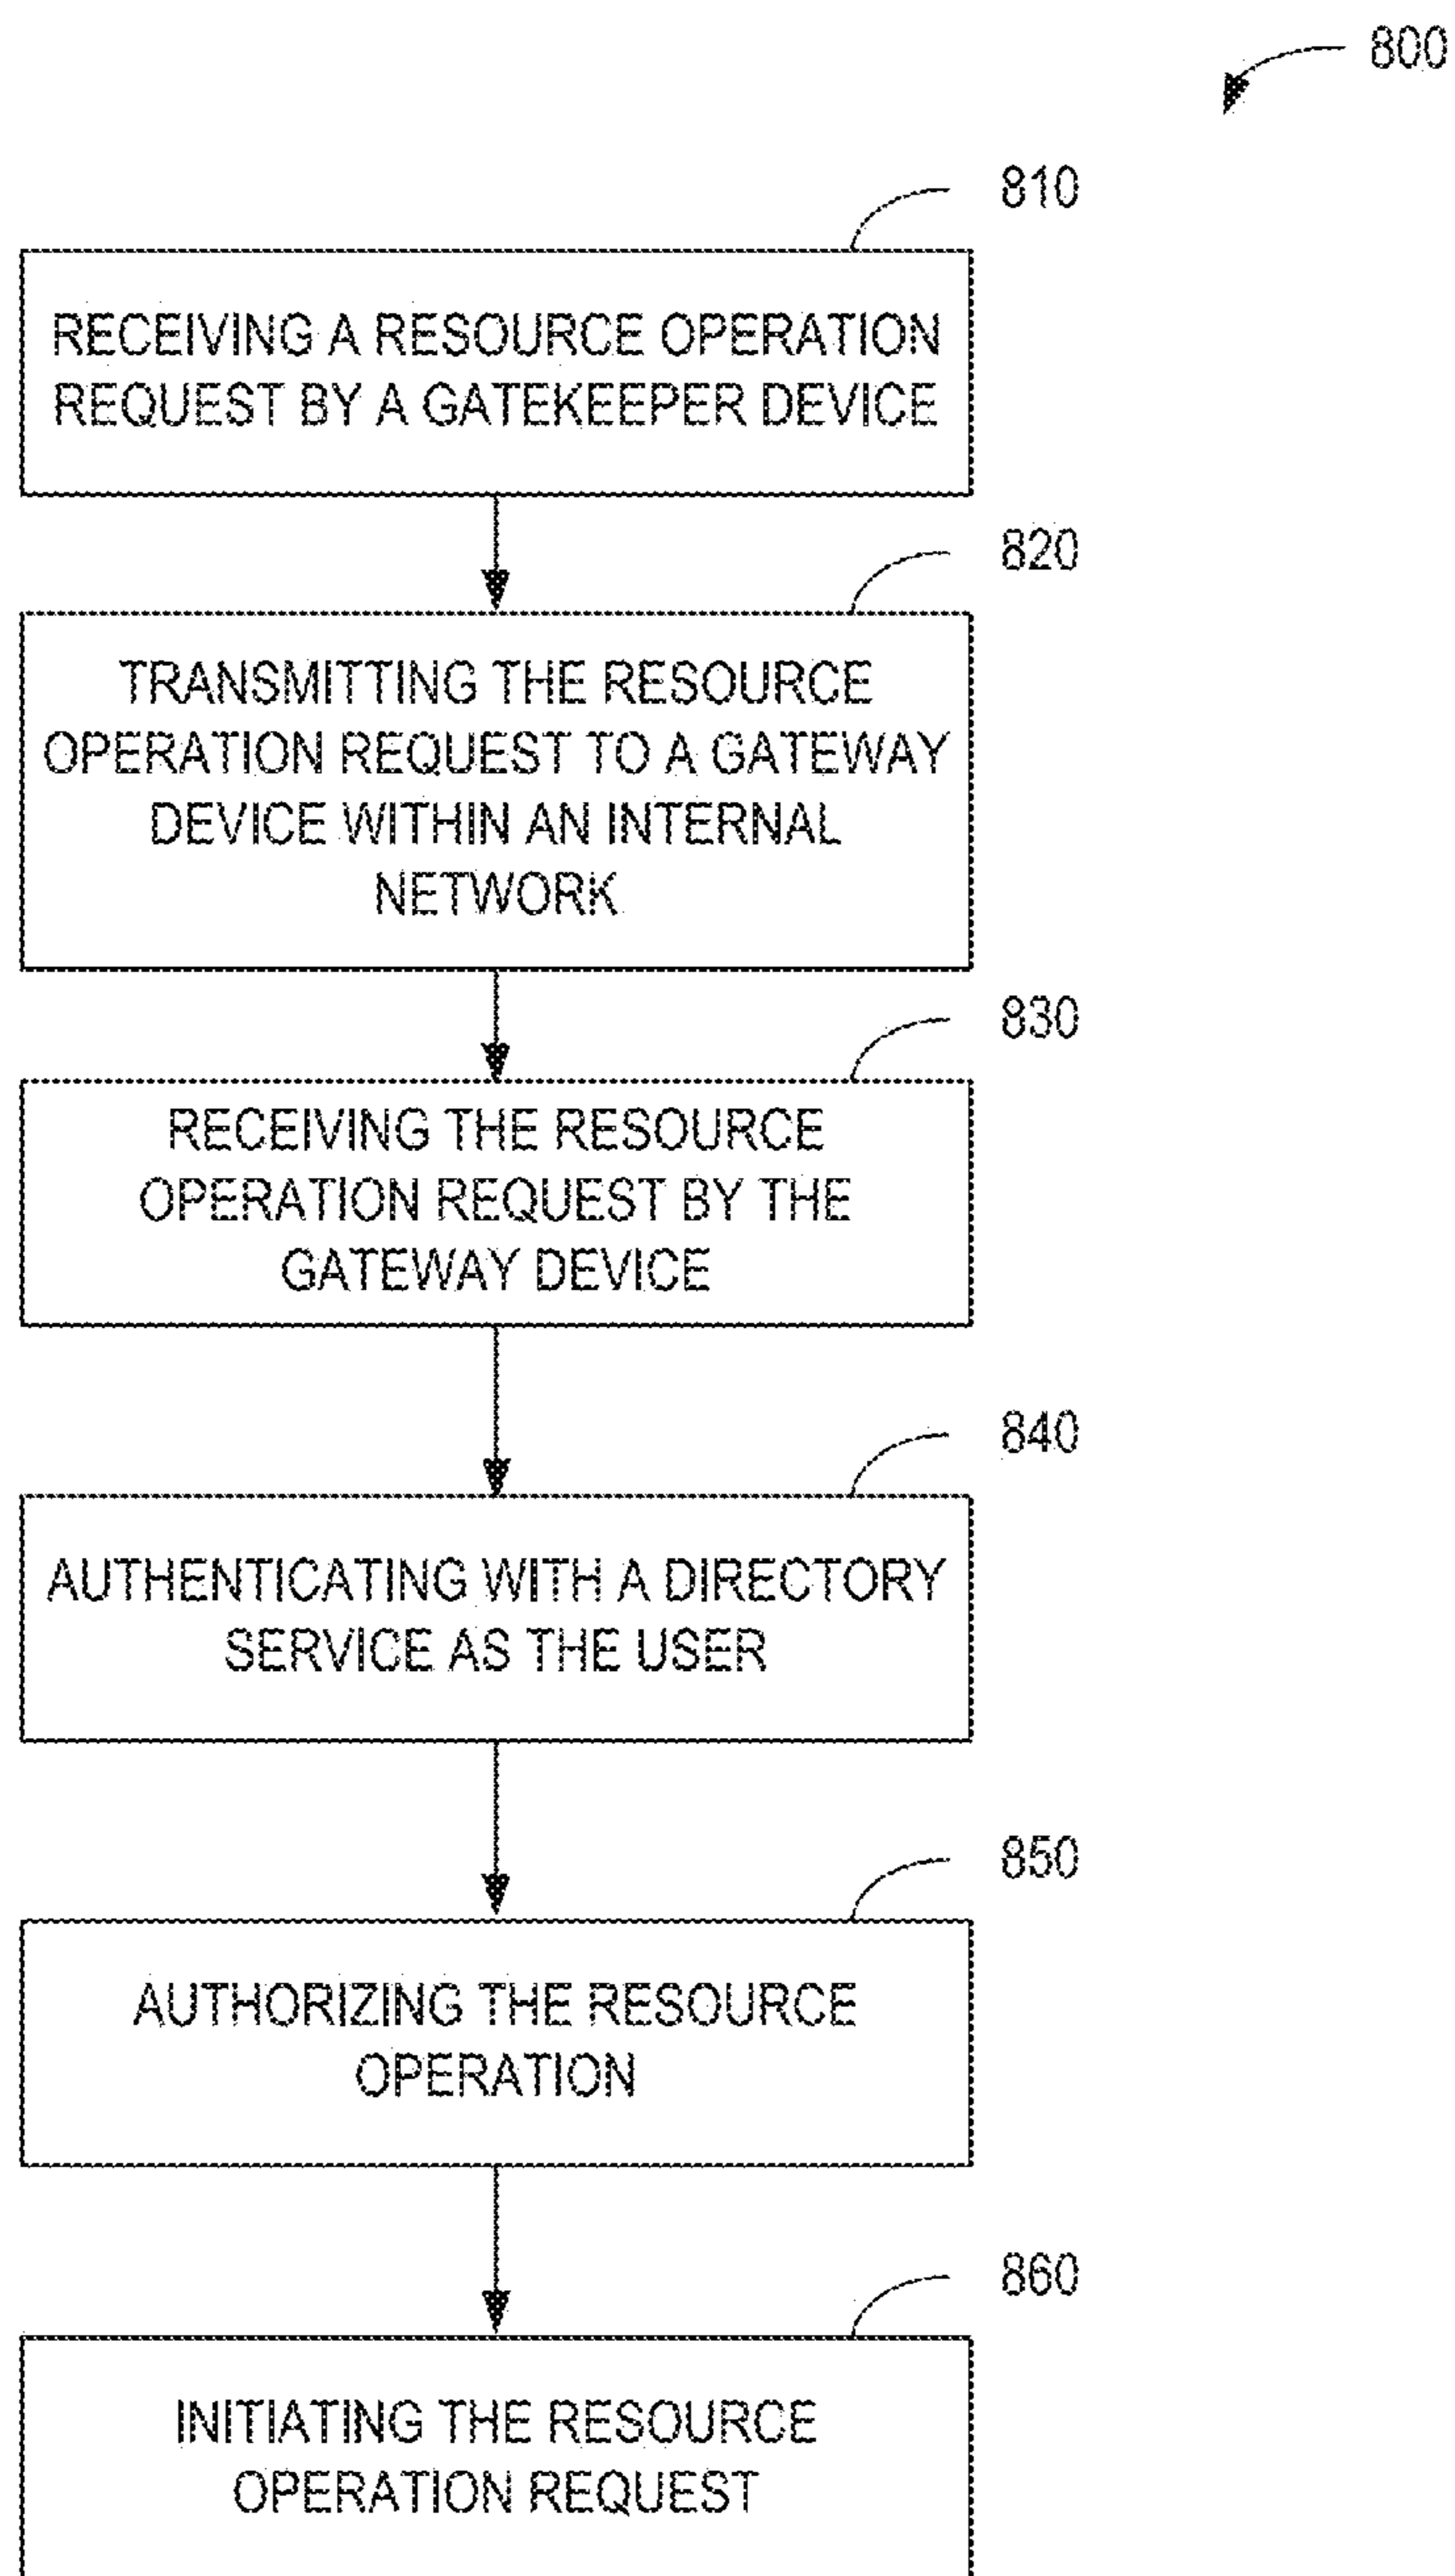 800
810
RECEIVING A RESOURCE OPERATION
REQUEST BY A GATEKEEPER DEVICE
820
TRANSMITTING THE RESOURCE
OPERATION REQUEST TO A GATEWAY
DEVICE WITHIN AN INTERNAL
NETWORK
830
RECEIVING THE RESOURCE
OPERATION REQUEST BY THE
GATEWAY DEVICE
840
AUTHENTICATING WITH A DIRECTORY
SERVICE AS THE USER
850
AUTHORIZING THE RESOURCE
OPERATION
860
INITIATING THE RESOURCE
OPERATION REQUEST